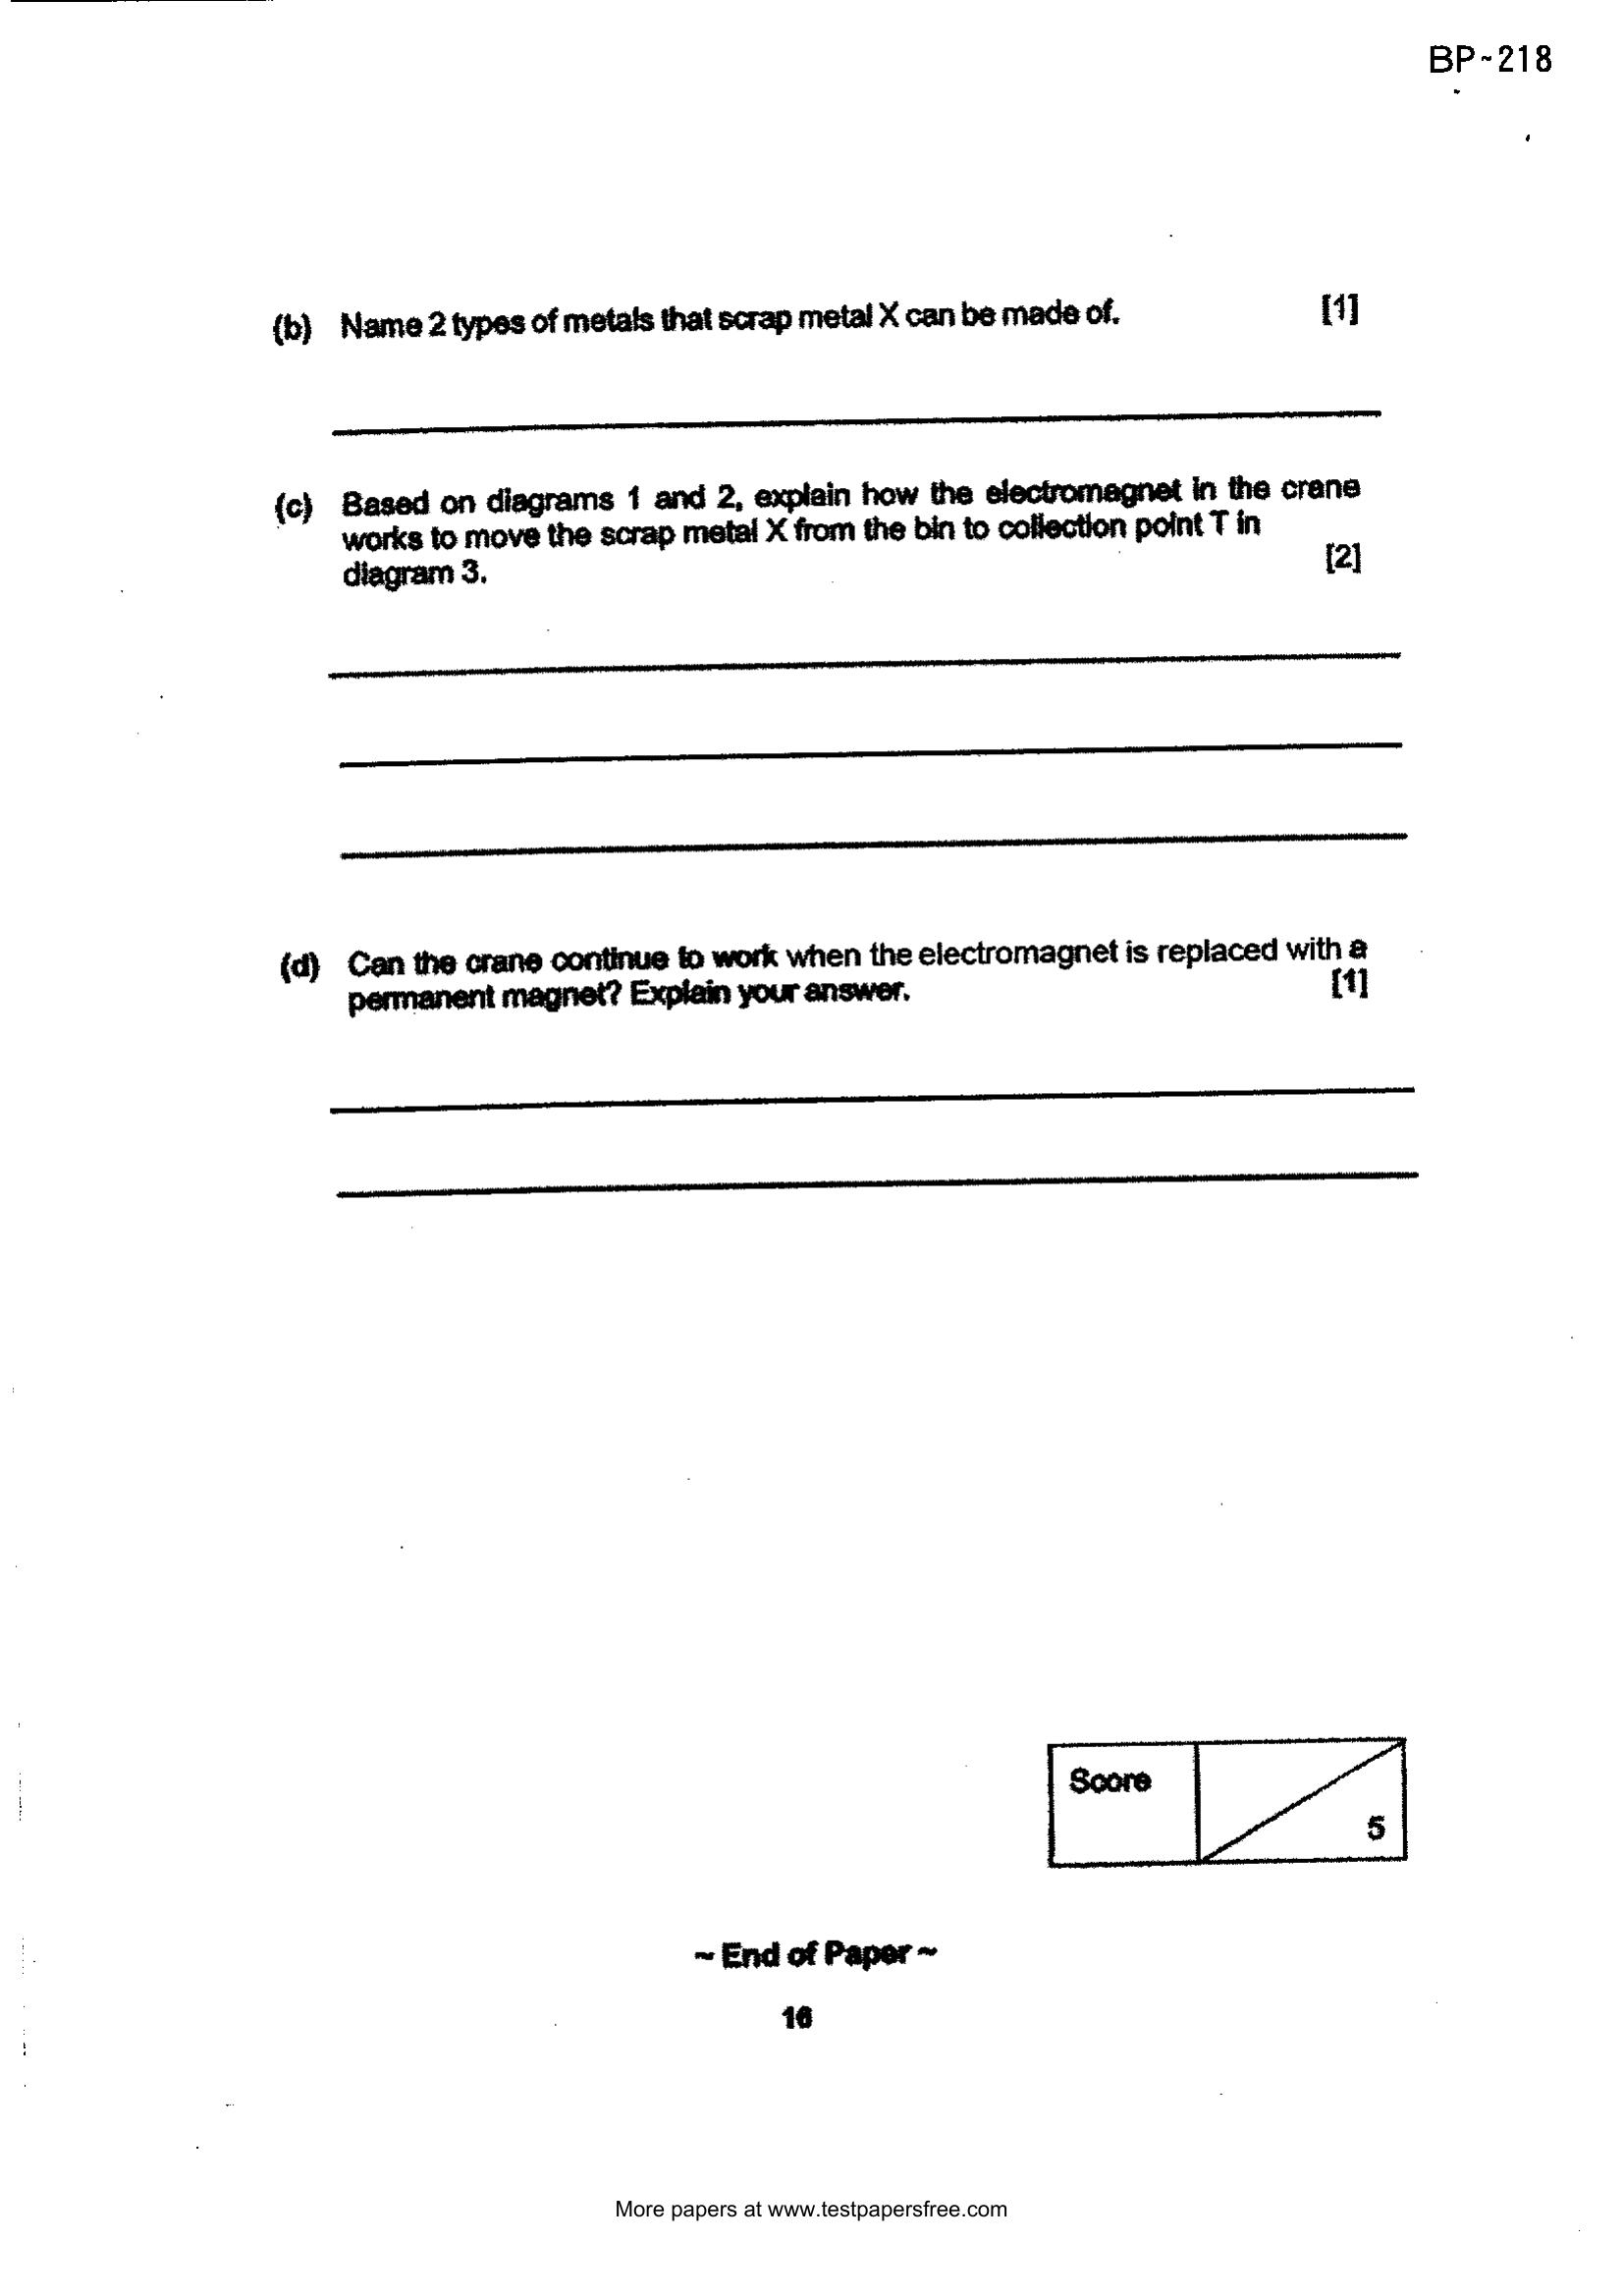 BP~218
(b) Name 2 types of metals that scrap metal X can be made of. [1]
(c) Based on diagrams 1 and 2, explain how the electromagnet in the crane
works to move the scrap metal X from the bin to collection point T in
diagram 3. [2]
(d) Can the crane continue to work when the electromagnet is replaced with a
permanent magnet? Explain your answer. [1]
Score
5
~ End of Paper ~
16
More papers at www.testpapersfree.com